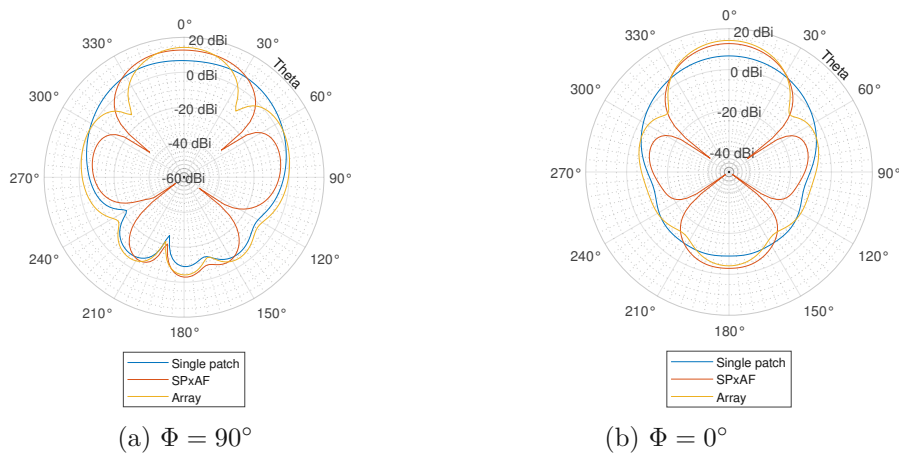 0°
330°
30°
20 dBi
Theta
300°
0 dBi
60°
-20 dBi
-40 dBi
270°
-60 dBi
90°
240°
120°
210°
150°
180°
Single patch
SPxAF
Array
(a) Φ = 90°
0°
330°
30°
20 dBi
Theta
300°
0 dBi
60°
-20 dBi
-40 dBi
270°
90°
240°
120°
210°
150°
180°
Single patch
SPxAF
Array
(b) Φ = 0°